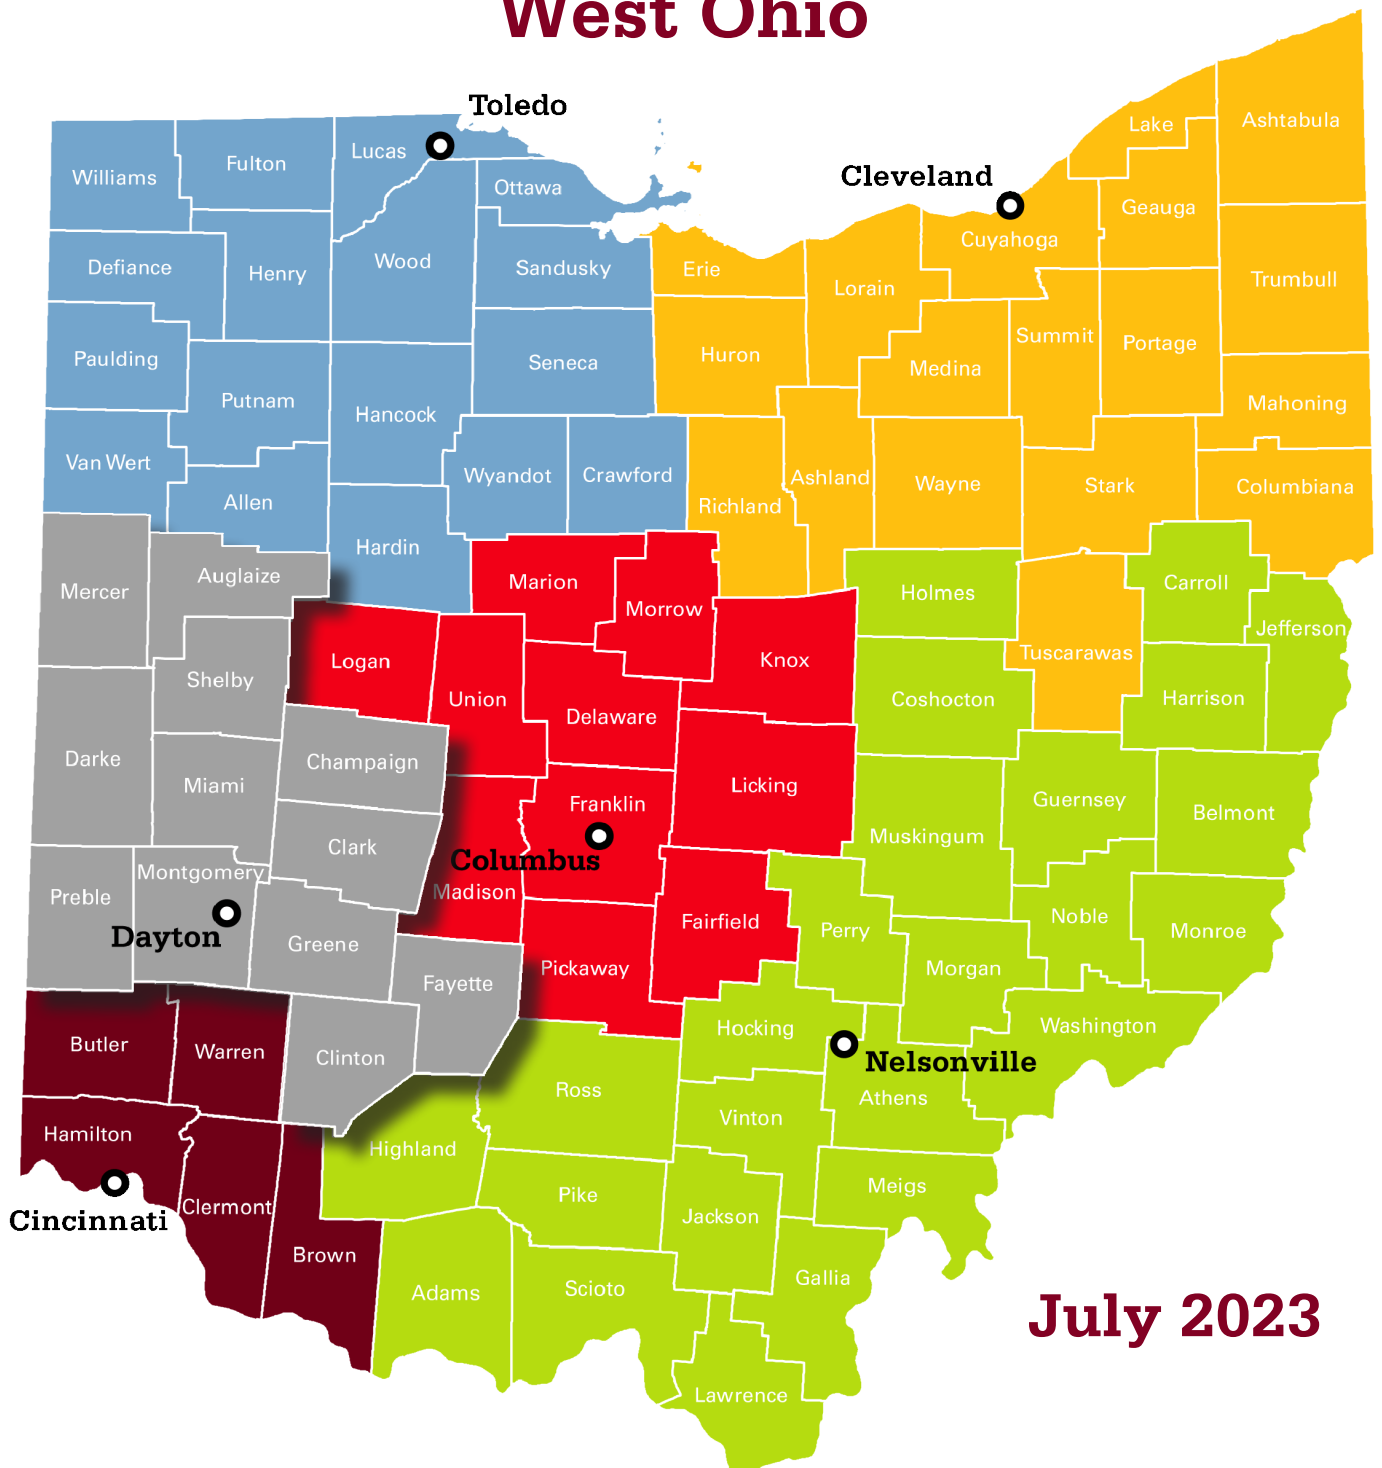 West Ohio
Toledo
Cleveland
Lake
Ashtabula
Williams
Fulton
Lucas
Ottawa
Geauga
Cuyahoga
Defiance
Henry
Wood
Sandusky
Erie
Lorain
Trumbull
Paulding
Putnam
Hancock
Seneca
Huron
Medina
Summit
Portage
Mahoning
Van Wert
Allen
Wyandot
Crawford
Richland
Ashland
Wayne
Stark
Columbiana
Hardin
Mercer
Auglaize
Marion
Morrow
Holmes
Carroll
Jefferson
Logan
Shelby
Union
Delaware
Knox
Coshocton
Tuscarawas
Harrison
Darke
Miami
Champaign
Licking
Franklin
Muskingum
Guernsey
Belmont
Clark
Columbus
Madison
Preble
Montgomery
Dayton
Greene
Fayette
Pickaway
Fairfield
Perry
Morgan
Noble
Monroe
Butler
Warren
Clinton
Hocking
Nelsonville
Washington
Ross
Vinton
Athens
Hamilton
Highland
Cincinnati
Clermont
Pike
Jackson
Meigs
Brown
Adams
Scioto
Gallia
Lawrence
July 2023